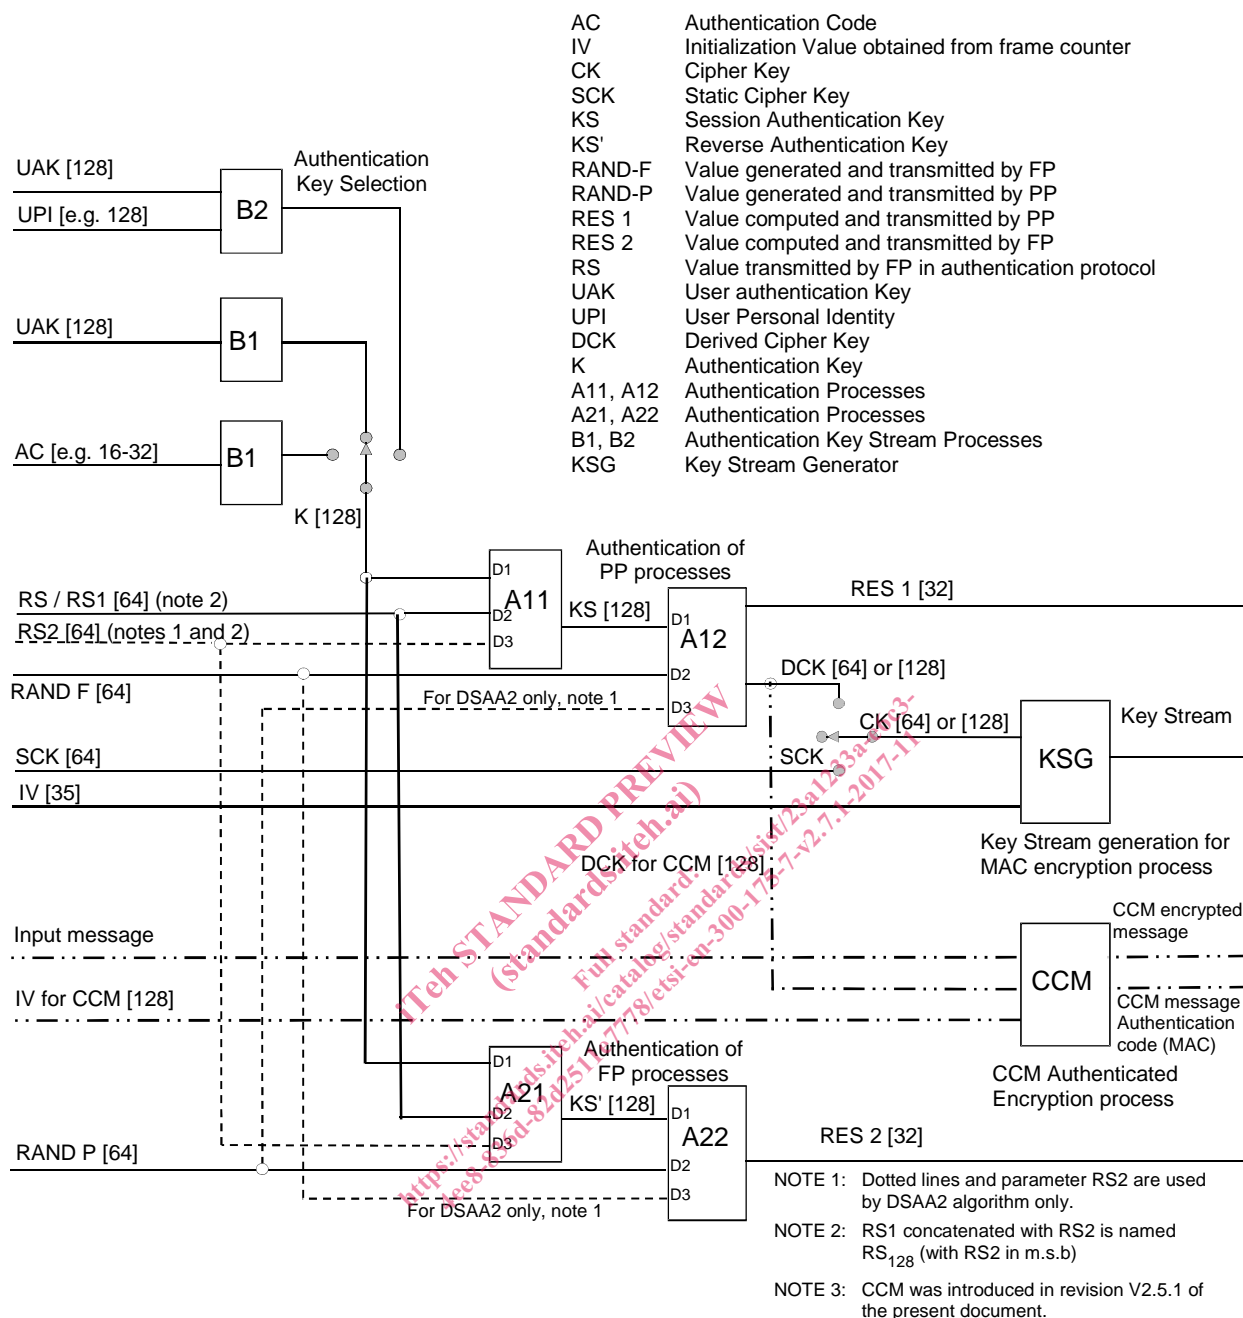 AC Authentication Code
IV Initialization Value obtained from frame counter
CK Cipher Key
SCK Static Cipher Key
KS Session Authentication Key
KS' Reverse Authentication Key
RAND-F Value generated and transmitted by FP
RAND-P Value generated and transmitted by PP
RES 1 Value computed and transmitted by PP
RES 2 Value computed and transmitted by FP
RS Value transmitted by FP in authentication protocol
UAK User authentication Key
UPI User Personal Identity
DCK Derived Cipher Key
K Authentication Key
A11, A12 Authentication Processes
A21, A22 Authentication Processes
B1, B2 Authentication Key Stream Processes
KSG Key Stream Generator
Authentication
Key Selection
UAK [128]
UPI [e.g. 128]
B2
UAK [128]
B1
AC [e.g. 16-32]
B1
K [128]
Authentication of
PP processes
D1
D2
D3
A11
KS [128]
D1
D2
D3
A12
RES 1 [32]
RS / RS1 [64] (note 2)
RS2 [64] (notes 1 and 2)
RAND F [64]
For DSAA2 only, note 1
DCK [64] or [128]
CK [64] or [128]
SCK
KSG
Key Stream
SCK [64]
IV [35]
Key Stream generation for
MAC encryption process
DCK for CCM [128]
Input message
CCM encrypted
message
CCM
IV for CCM [128]
CCM message
Authentication
code (MAC)
CCM Authenticated
Encryption process
Authentication of
FP processes
D1
D2
D3
A21
KS' [128]
D1
D2
D3
A22
RES 2 [32]
RAND P [64]
For DSAA2 only, note 1
NOTE 1: Dotted lines and parameter RS2 are used
by DSAA2 algorithm only.
NOTE 2: RS1 concatenated with RS2 is named
RS128 (with RS2 in m.s.b)
NOTE 3: CCM was introduced in revision V2.5.1 of
the present document.
iTeh STANDARD PREVIEW
(standards.iteh.ai)
Full standard: